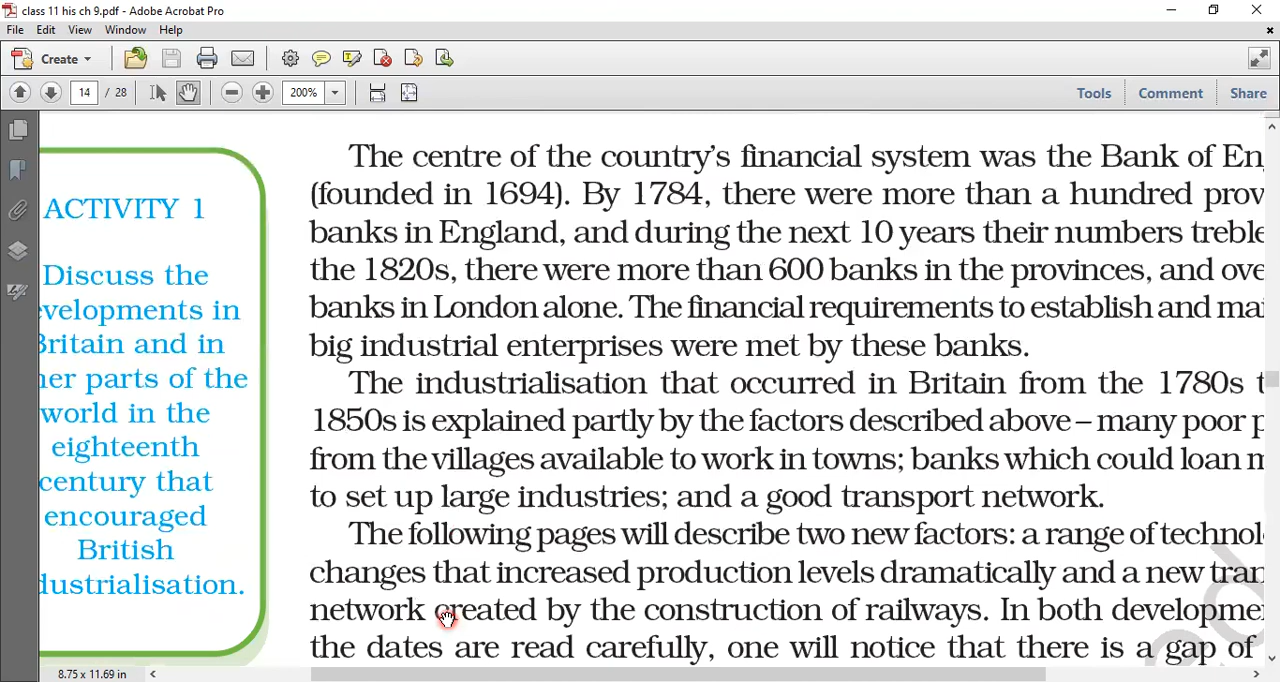 class 11 his ch 9.pdf - Adobe Acrobat Pro
File Edit View Window Help
Create
14 / 28 200% Tools Comment Share
ACTIVITY 1
Discuss the
evelopments in
Britain and in
her parts of the
world in the
eighteenth
century that
encouraged
British
dustrialisation.
The centre of the country's financial system was the Bank of En
(founded in 1694). By 1784, there were more than a hundred prov
banks in England, and during the next 10 years their numbers treble
the 1820s, there were more than 600 banks in the provinces, and ove
banks in London alone. The financial requirements to establish and mai
big industrial enterprises were met by these banks.
The industrialisation that occurred in Britain from the 1780s t
1850s is explained partly by the factors described above – many poor p
from the villages available to work in towns; banks which could loan m
to set up large industries; and a good transport network.
The following pages will describe two new factors: a range of technol
changes that increased production levels dramatically and a new tran
network created by the construction of railways. In both developme
the dates are read carefully, one will notice that there is a gap of
8.75 x 11.69 in